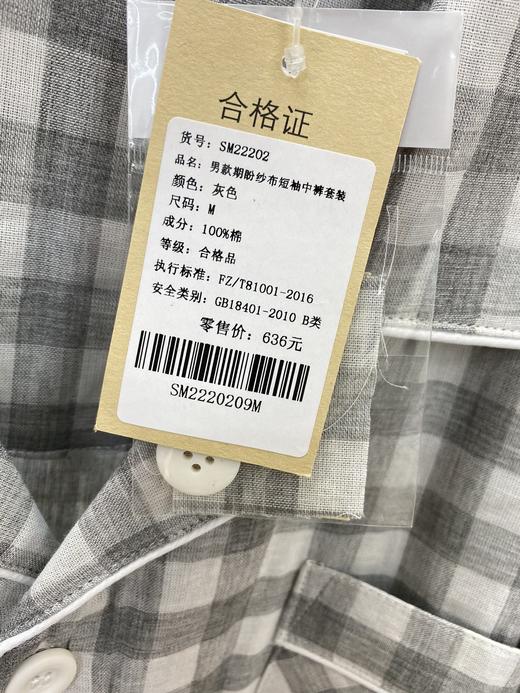 合格证
货号: SM22202
品名: 男款期盼纱布短袖中裤套装
颜色: 灰色
尺码: M
成分: 100%棉
等级: 合格品
执行标准: FZ/T81001-2016
安全类别: GB18401-2010 B类
零售价: 636元
SM2220209M